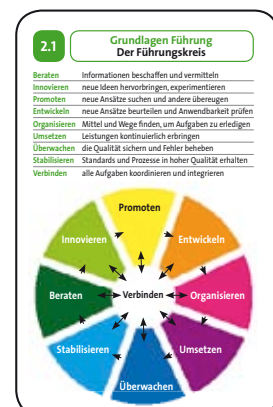 2.1
Grundlagen Führung
Der Führungskreis
Beraten Informationen beschaffen und vermitteln
Innovieren neue Ideen hervorbringen, experimentieren
Promoten neue Ansätze suchen und andere übereugen
Entwickeln neue Ansätze beurteilen und Anwendbarkeit prüfen
Organisieren Mittel und Wege finden, um Aufgaben zu erledigen
Umsetzen Leistungen kontinuierlich erbringen
Überwachen die Qualität sichern und Fehler beheben
Stabilisieren Standards und Prozesse in hoher Qualität erhalten
Verbinden alle Aufgaben koordinieren und integrieren
Promoten
Innovieren
Entwickeln
Beraten
Verbinden
Organisieren
Stabilisieren
Umsetzen
Überwachen